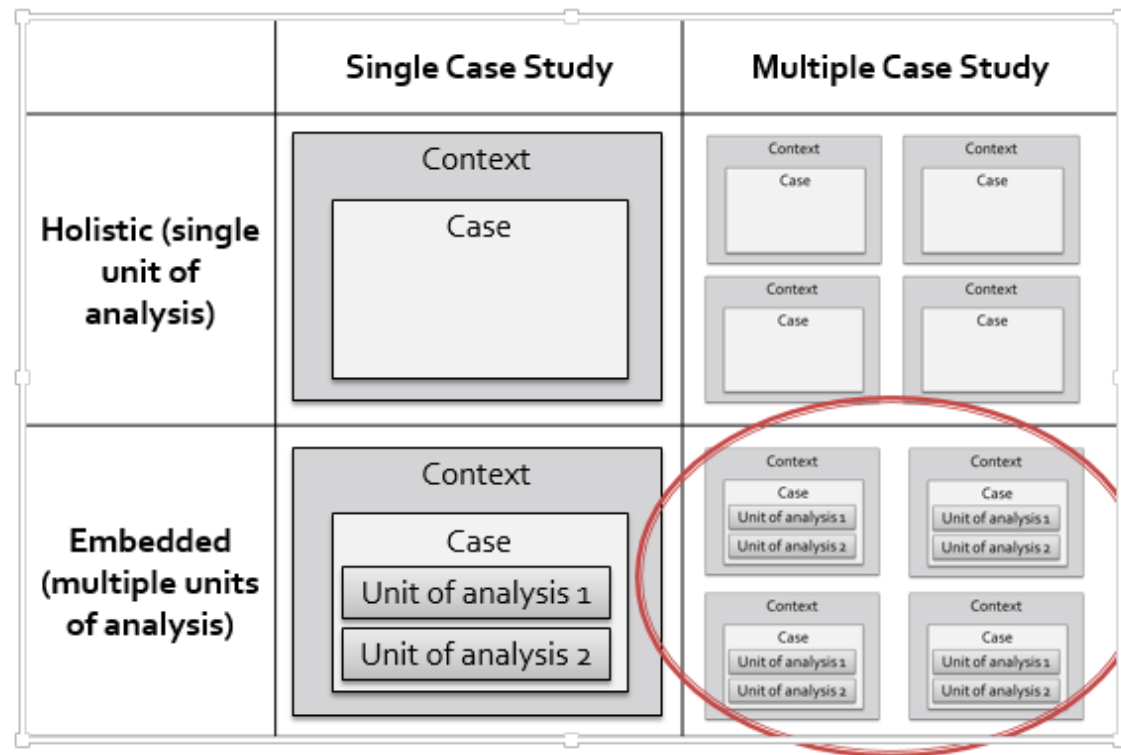 Single Case Study
Multiple Case Study
Holistic (single
unit of
analysis)
Context
Case
Context
Case
Context
Case
Context
Case
Context
Case
Embedded
(multiple units
of analysis)
Context
Case
Unit of analysis 1
Unit of analysis 2
Context
Case
Unit of analysis 1
Unit of analysis 2
Context
Case
Unit of analysis 1
Unit of analysis 2
Context
Case
Unit of analysis 1
Unit of analysis 2
Context
Case
Unit of analysis 1
Unit of analysis 2